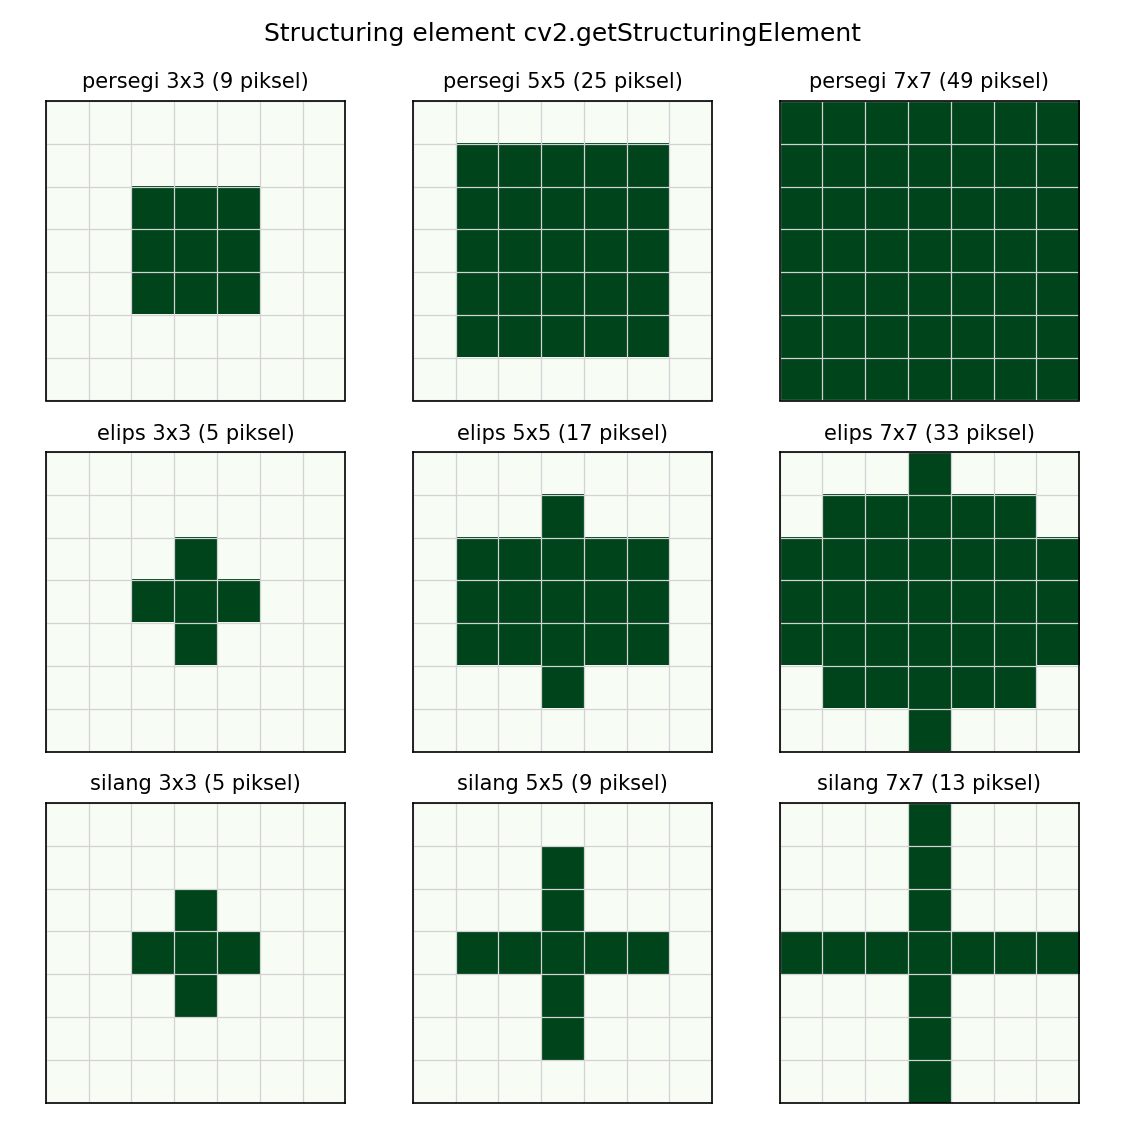 Structuring element cv2.getStructuringElement
persegi 3x3 (9 piksel)
persegi 5x5 (25 piksel)
persegi 7x7 (49 piksel)
elips 3x3 (5 piksel)
elips 5x5 (17 piksel)
elips 7x7 (33 piksel)
silang 3x3 (5 piksel)
silang 5x5 (9 piksel)
silang 7x7 (13 piksel)